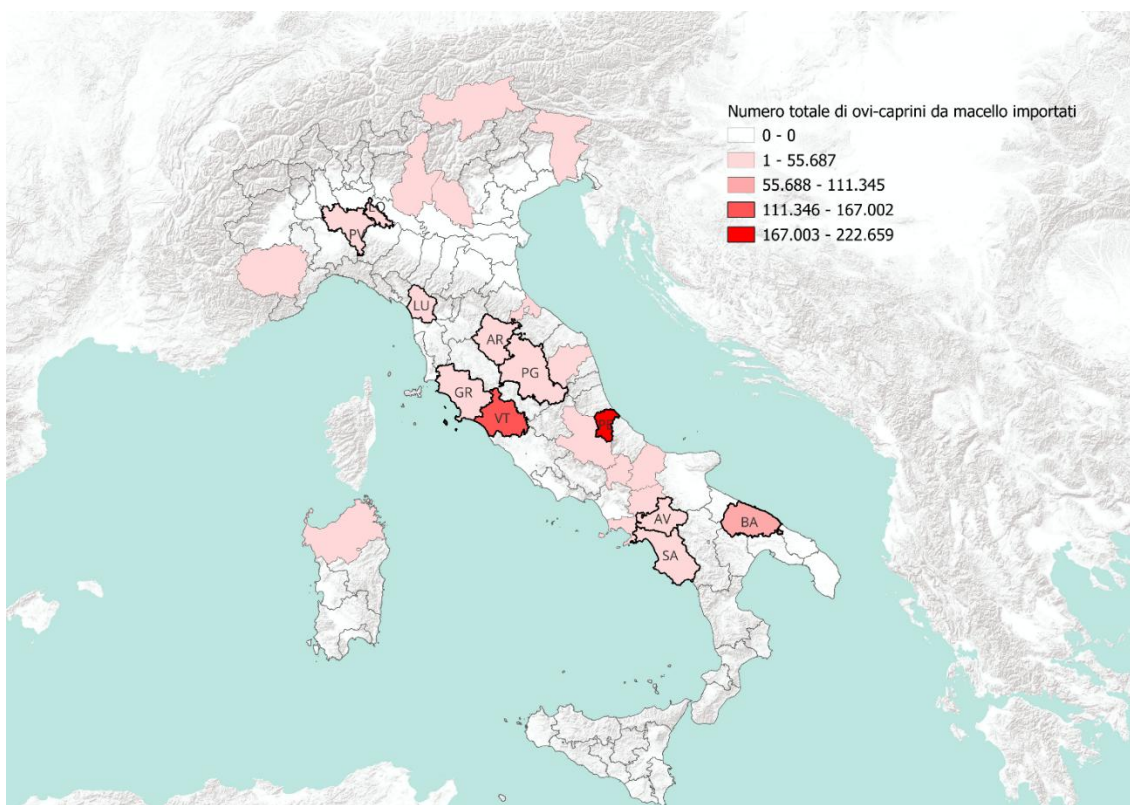 Numero totale di ovi-caprini da macello importati
0 - 0
1 - 55.687
55.688 - 111.345
111.346 - 167.002
167.003 - 222.659
PV
LU
AR
PG
GR
VT
AV
BA
SA